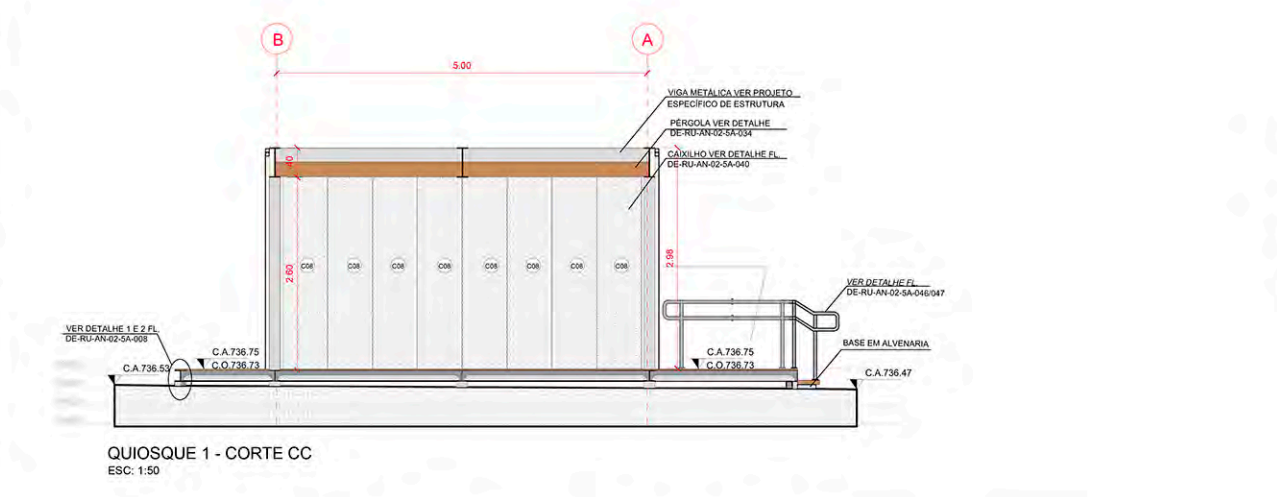 B
A
5.00
VIGA METÁLICA VER PROJETO
ESPECÍFICO DE ESTRUTURA
PÉRGOLA VER DETALHE
DE-RU-AN-02-5A-034
CAIXILHO VER DETALHE FL.
DE-RU-AN-02-5A-040
.40
2.60
2.98
C08 C08 C08 C08 C08 C08 C08 C08
VER DETALHE FL.
DE-RU-AN-02-5A-046/047
VER DETALHE 1 E 2 FL.
DE-RU-AN-02-5A-008
BASE EM ALVENARIA
C.A.736.75
C.O.736.73
C.A.736.75
C.O.736.73
C.A.736.53
C.A.736.47
QUIOSQUE 1 - CORTE CC
ESC: 1:50